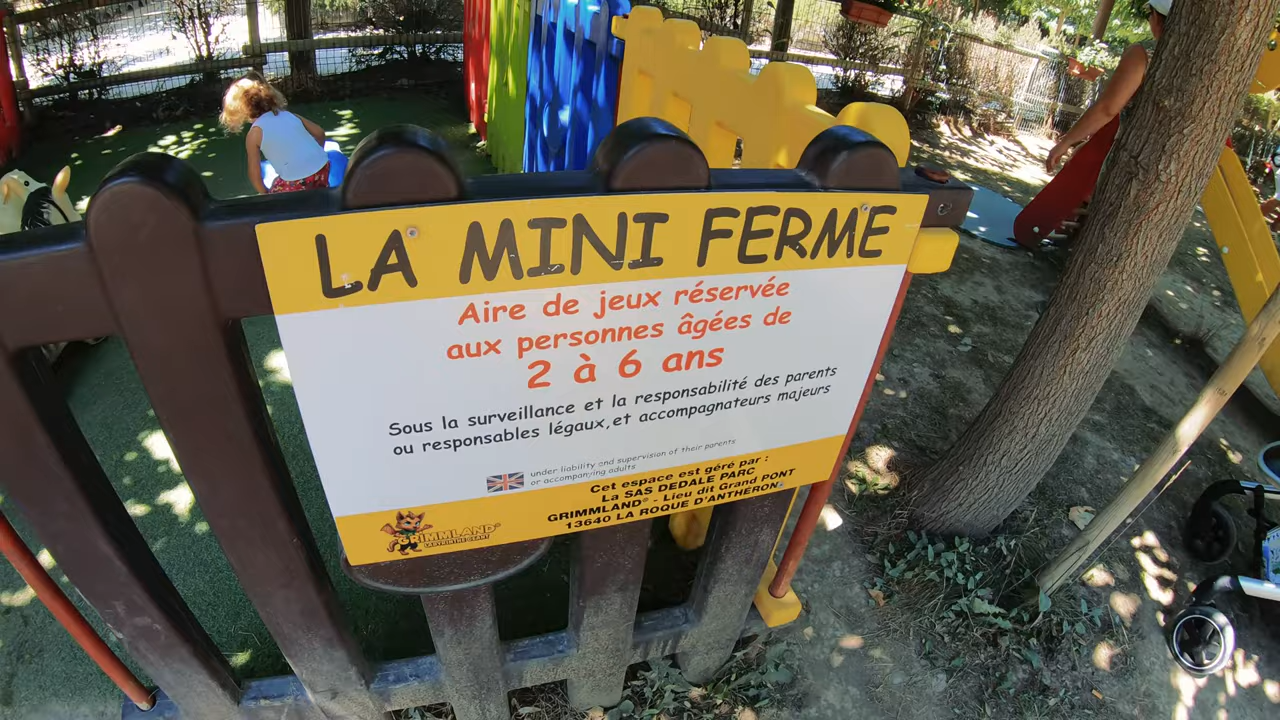 LA MINI FERME
Aire de jeux réservée
aux personnes âgées de
2 à 6 ans
Sous la surveillance et la responsabilité des parents
ou responsables légaux, et accompagnateurs majeurs
under liability and supervision of their parents
or accompanying adults
Cet espace est géré par :
La SAS DEDALE PARC
GRIMMLAND® - Lieu dit Grand PONT
13640 LA ROQUE D'ANTHERON
GRIMMLAND®
LABYRINTHE GEANT